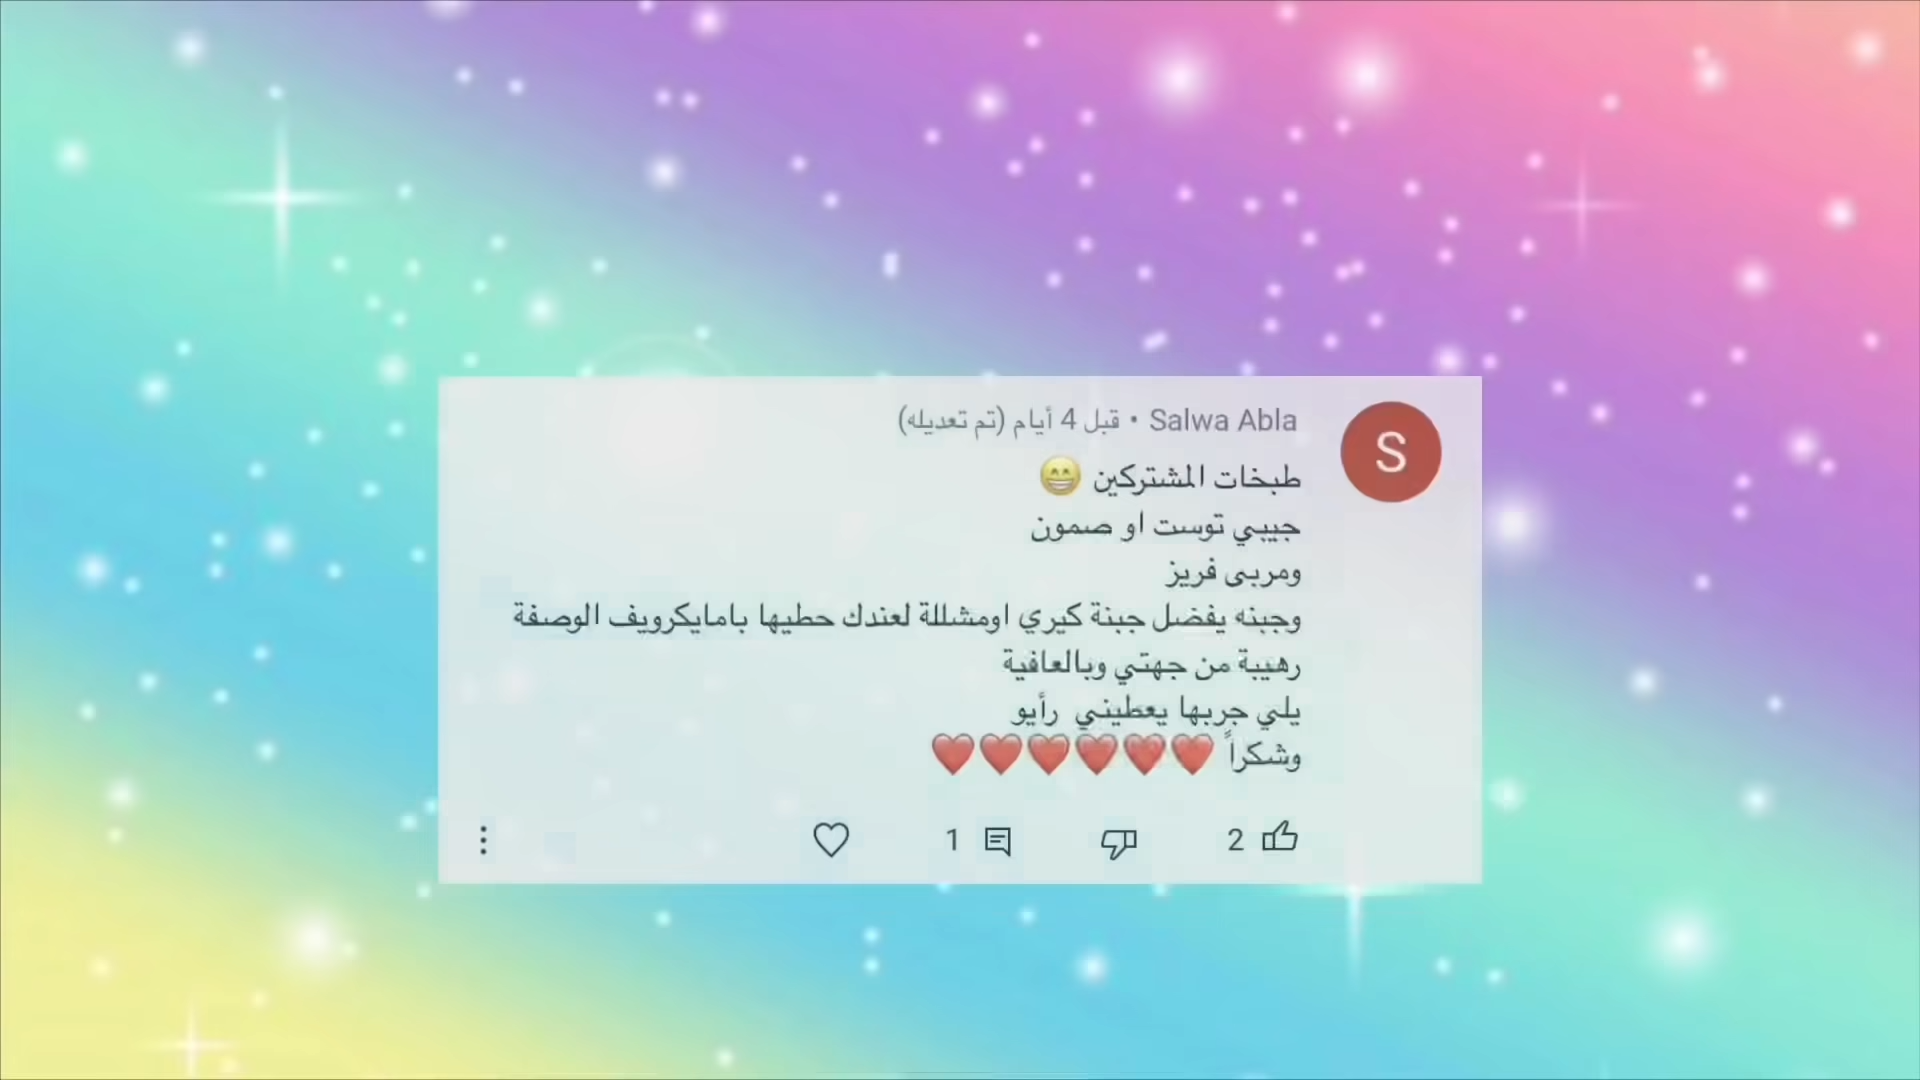 Salwa Abla • قبل 4 أيام (تم تعديله)
S
طبخات المشتركين 😁
جيبي توست او صمون
ومربى فريز
وجبنه يفضل جبنة كيري اومشللة لعندك حطيها بامايكرويف الوصفة
رهيبة من جهتي وبالعافية
يلي جربها يعطيني رأيو
وشكراً ❤️❤️❤️❤️❤️❤️
2 1